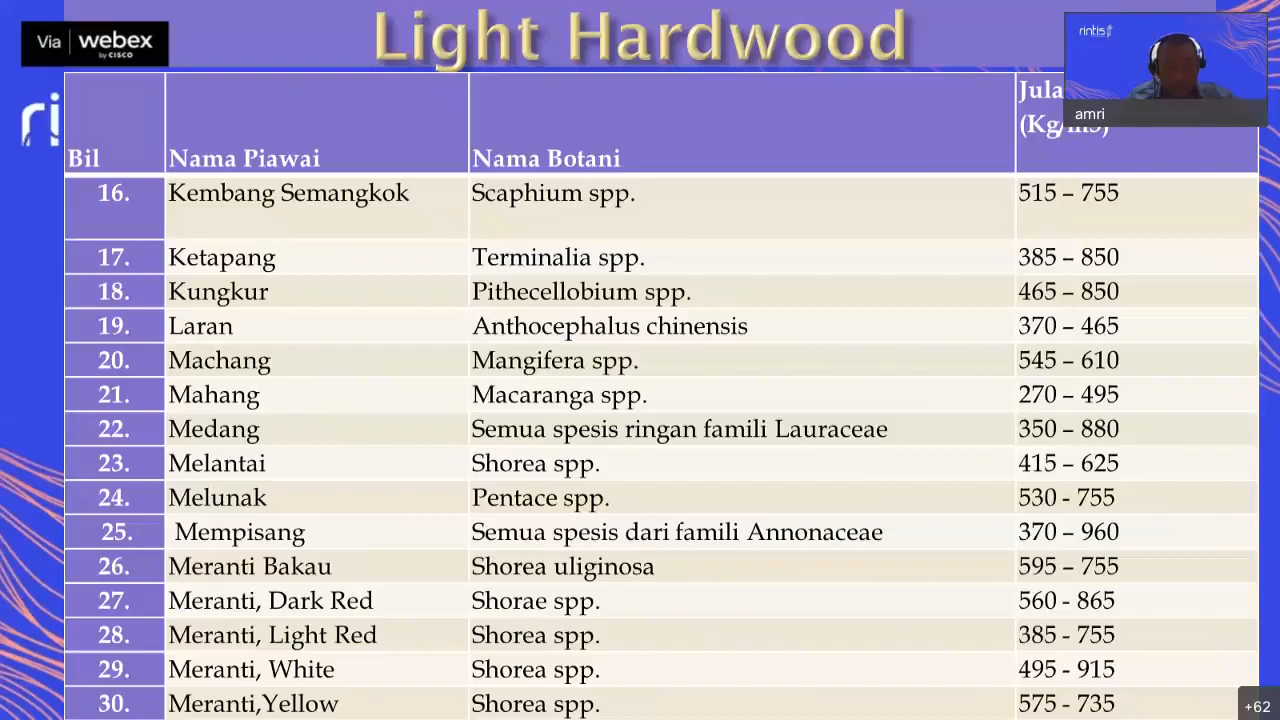 Light Hardwood
Via webex
by CISCO
rintis
amri
ri
Bil Nama Piawai Nama Botani Jula
(Kg/m3)
16. Kembang Semangkok Scaphium spp. 515 – 755
17. Ketapang Terminalia spp. 385 – 850
18. Kungkur Pithecellobium spp. 465 – 850
19. Laran Anthocephalus chinensis 370 – 465
20. Machang Mangifera spp. 545 – 610
21. Mahang Macaranga spp. 270 – 495
22. Medang Semua spesis ringan famili Lauraceae 350 – 880
23. Melantai Shorea spp. 415 – 625
24. Melunak Pentace spp. 530 - 755
25. Mempisang Semua spesis dari famili Annonaceae 370 – 960
26. Meranti Bakau Shorea uliginosa 595 – 755
27. Meranti, Dark Red Shorae spp. 560 - 865
28. Meranti, Light Red Shorea spp. 385 - 755
29. Meranti, White Shorea spp. 495 - 915
30. Meranti,Yellow Shorea spp. 575 - 735
+62